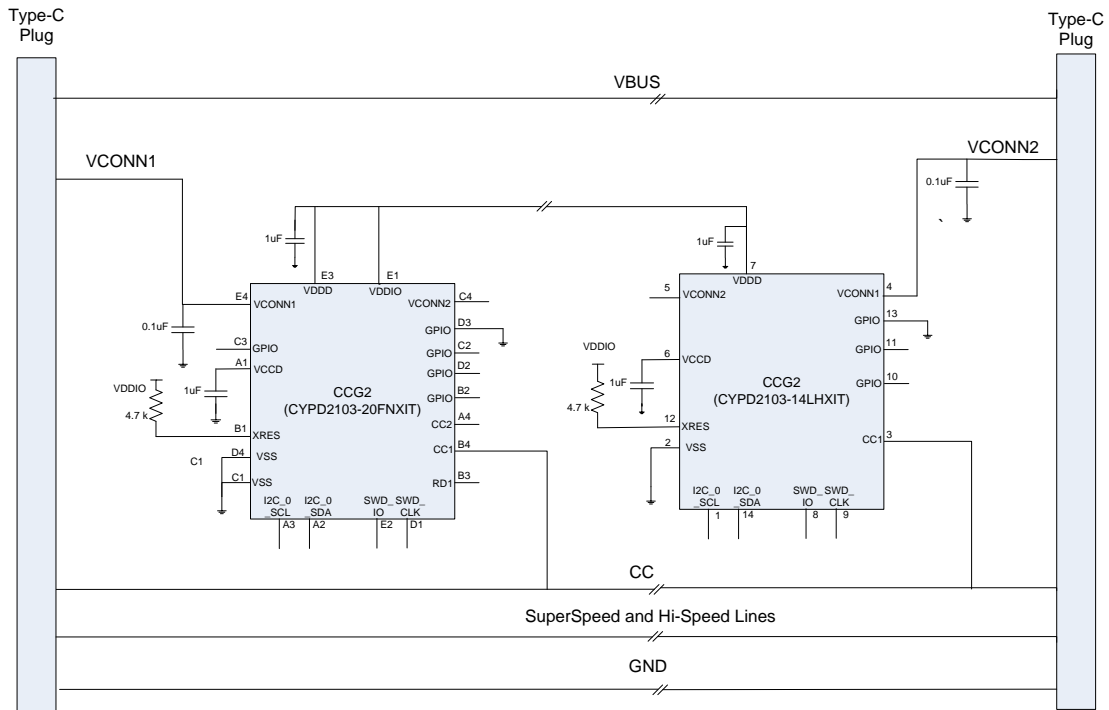 Type-C
Plug
Type-C
Plug
VBUS
VCONN1
VCONN2
0.1uF
`
1uF
E3
E1
1uF
7
VDDD
VDDIO
VDDD
E4
VCONN1
VCONN2
C4
5
VCONN2
VCONN1
4
0.1uF
GPIO
D3
GPIO
13
C3
GPIO
GPIO
C2
VDDIO
6
VCCD
GPIO
11
A1
VCCD
GPIO
D2
VDDIO
1uF
CCG2
(CYPD2103-20FNXIT)
GPIO
B2
4.7 k
1uF
CCG2
(CYPD2103-14LHXIT)
GPIO
10
4.7 k
CC2
A4
12
XRES
B1
XRES
CC1
B4
2
VSS
CC1
3
C1
D4
VSS
C1
VSS
RD1
B3
I2C_0
_SCL
I2C_0
_SDA
SWD_
IO
SWD_
CLK
A3
A2
E2
D1
I2C_0
_SCL
I2C_0
_SDA
SWD_
IO
SWD_
CLK
1
14
8
9
CC
SuperSpeed and Hi-Speed Lines
GND